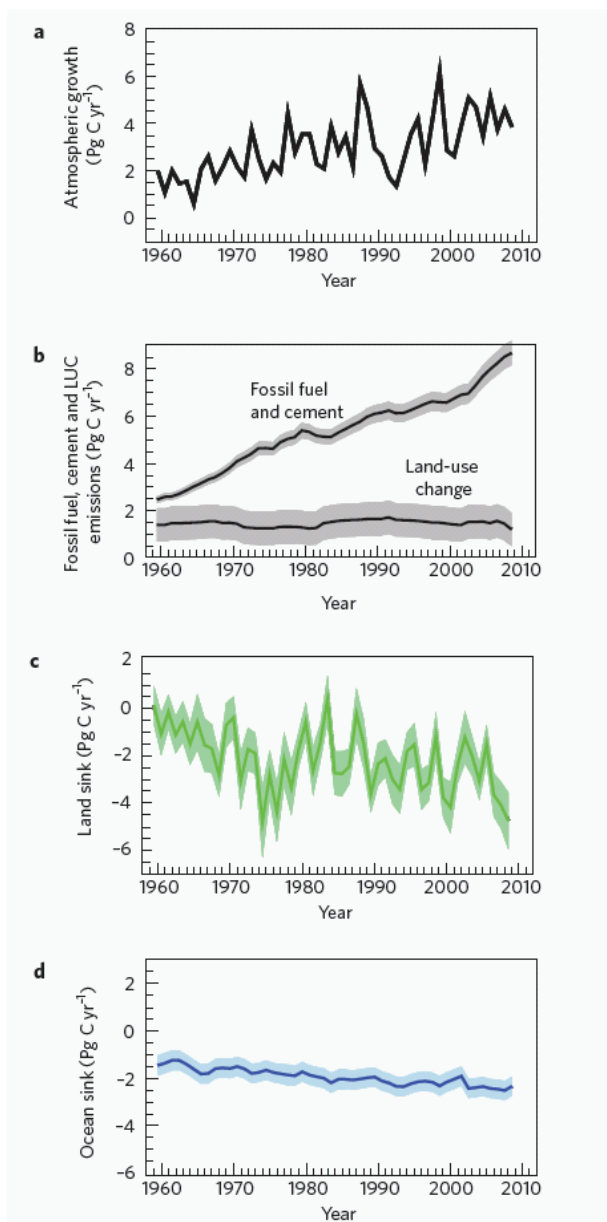 a
Atmospheric growth
(Pg C yr⁻¹)
8
6
4
2
0
1960 1970 1980 1990 2000 2010
Year
b
Fossil fuel, cement and LUC
emissions (Pg C yr⁻¹)
8
6
4
2
0
Fossil fuel
and cement
Land-use
change
1960 1970 1980 1990 2000 2010
Year
c
Land sink (Pg C yr⁻¹)
2
0
-2
-4
-6
1960 1970 1980 1990 2000 2010
Year
d
Ocean sink (Pg C yr⁻¹)
2
0
-2
-4
-6
1960 1970 1980 1990 2000 2010
Year